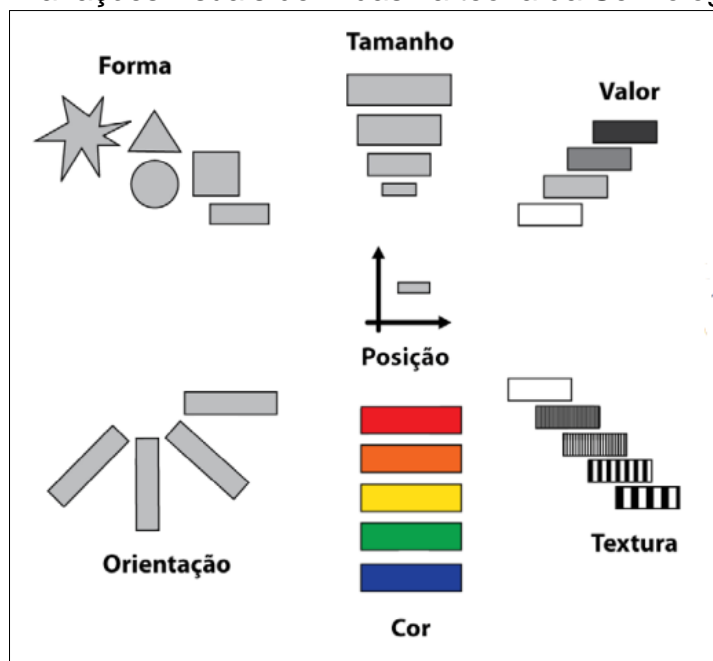 Tamanho
Forma
Valor
Posição
Orientação
Textura
Cor